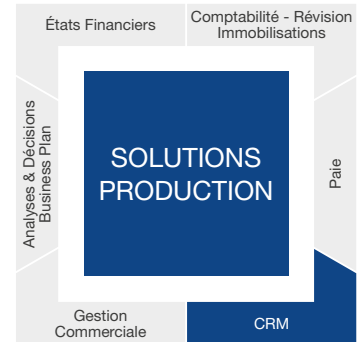 États Financiers
Comptabilité - Révision
Immobilisations
Analyses & Décisions
Business Plan
SOLUTIONS
PRODUCTION
Paie
Gestion
Commerciale
CRM